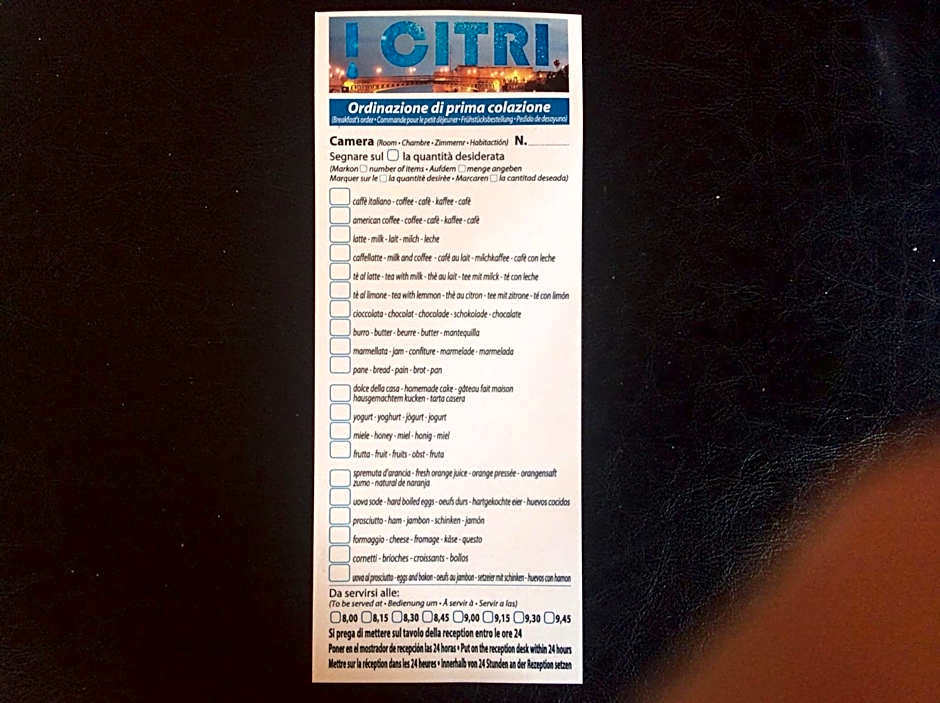 ! CITRI
Ordinazione di prima colazione
(Breakfast's order • Commande pour le petit déjeuner • Frühstücksbestellung • Pedido de desayuno)
Camera (Room • Chambre • Zimmernr • Habitactión) N.
Segnare sul la quantità desiderata
(Markon number of items • Aufdem menge angeben
Marquer sur le la quantitè desirèe • Marcaren la cantitad deseada)
caffè italiano - coffee - cafè - kaffee - cafè
american coffee - coffee - cafè - kaffee - cafè
latte - milk - lait - milch - leche
caffellatte - milk and coffee - cafè au lait - milchkaffee - cafè con leche
tè al latte - tea with milk - thè au lait - tee mit milck - té con leche
tè al limone - tea with lemmon - thè au citron - tee mit zitrone - té con limón
cioccolata - chocolat - chocolade - schokolade - chocalate
burro - butter - beurre - butter - mantequilla
marmellata - jam - confiture - marmelade - marmelada
pane - bread - pain - brot - pan
dolce della casa - homemade cake - gâteau fait maison
hausgemachtem kucken - tarta casera
yogurt - yoghurt - jögurt - jogurt
miele - honey - miel - honig - miel
frutta - fruit - fruits - obst - fruta
spremuta d'arancia - fresh orange juice - orange pressée - orangensaft
zumo - natural de naranja
uova sode - hard boiled eggs - oeufs durs - hartgekochte eier - huevos cocidos
prosciutto - ham - jambon - schinken - jamón
formaggio - cheese - fromage - käse - questo
cornetti - brioches - croissants - bollos
uova al prosciutto - eggs and bakon - oeufs au jambon - setzeier mit schinken - huevos con hamon
Da servirsi alle:
(To be served at • Bedienung um • À servir à • Servir a las)
8,00 8,15 8,30 8,45 9,00 9,15 9,30 9,45
Si prega di mettere sul tavolo della reception entro le ore 24
Poner en el mostrador de recepción las 24 horas • Put on the reception desk within 24 hours
Mettre sur la réception dans les 24 heures • Innerhalb von 24 Stunden an der Rezeption setzen